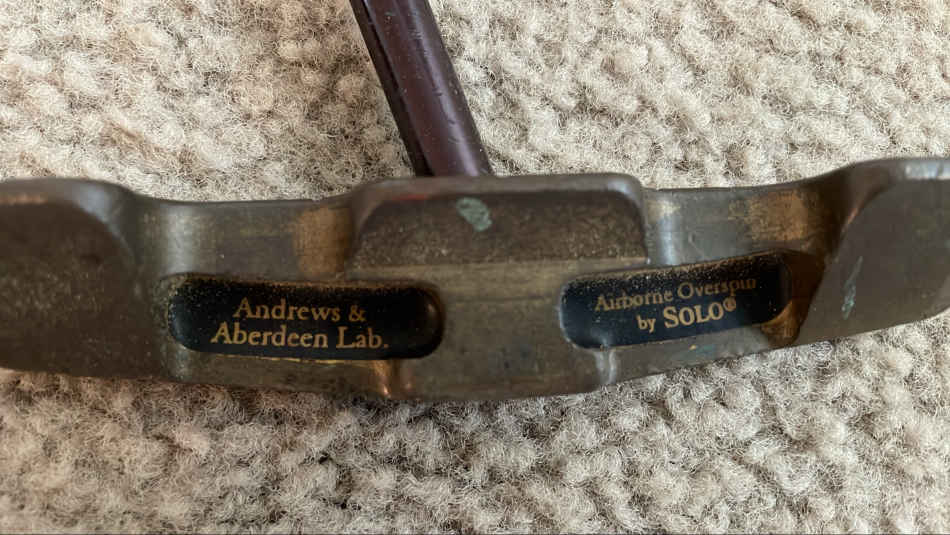 Andrews &
Aberdeen Lab.
Airborne Overspin
by SOLO®